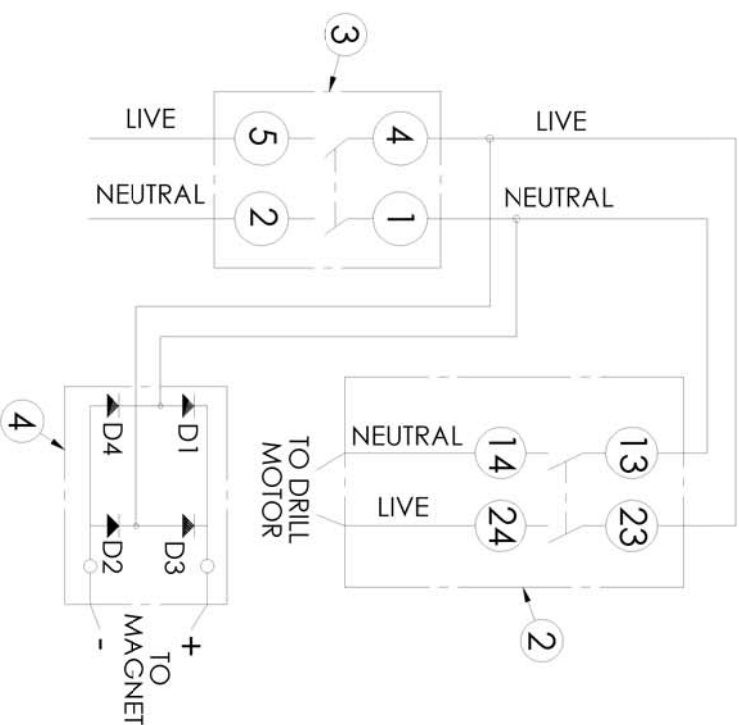 3
LIVE
5
4
LIVE
NEUTRAL
2
1
NEUTRAL
NEUTRAL
14
13
LIVE
24
23
TO DRILL
MOTOR
2
4
D4
D1
D2
D3
-
+
TO
MAGNET